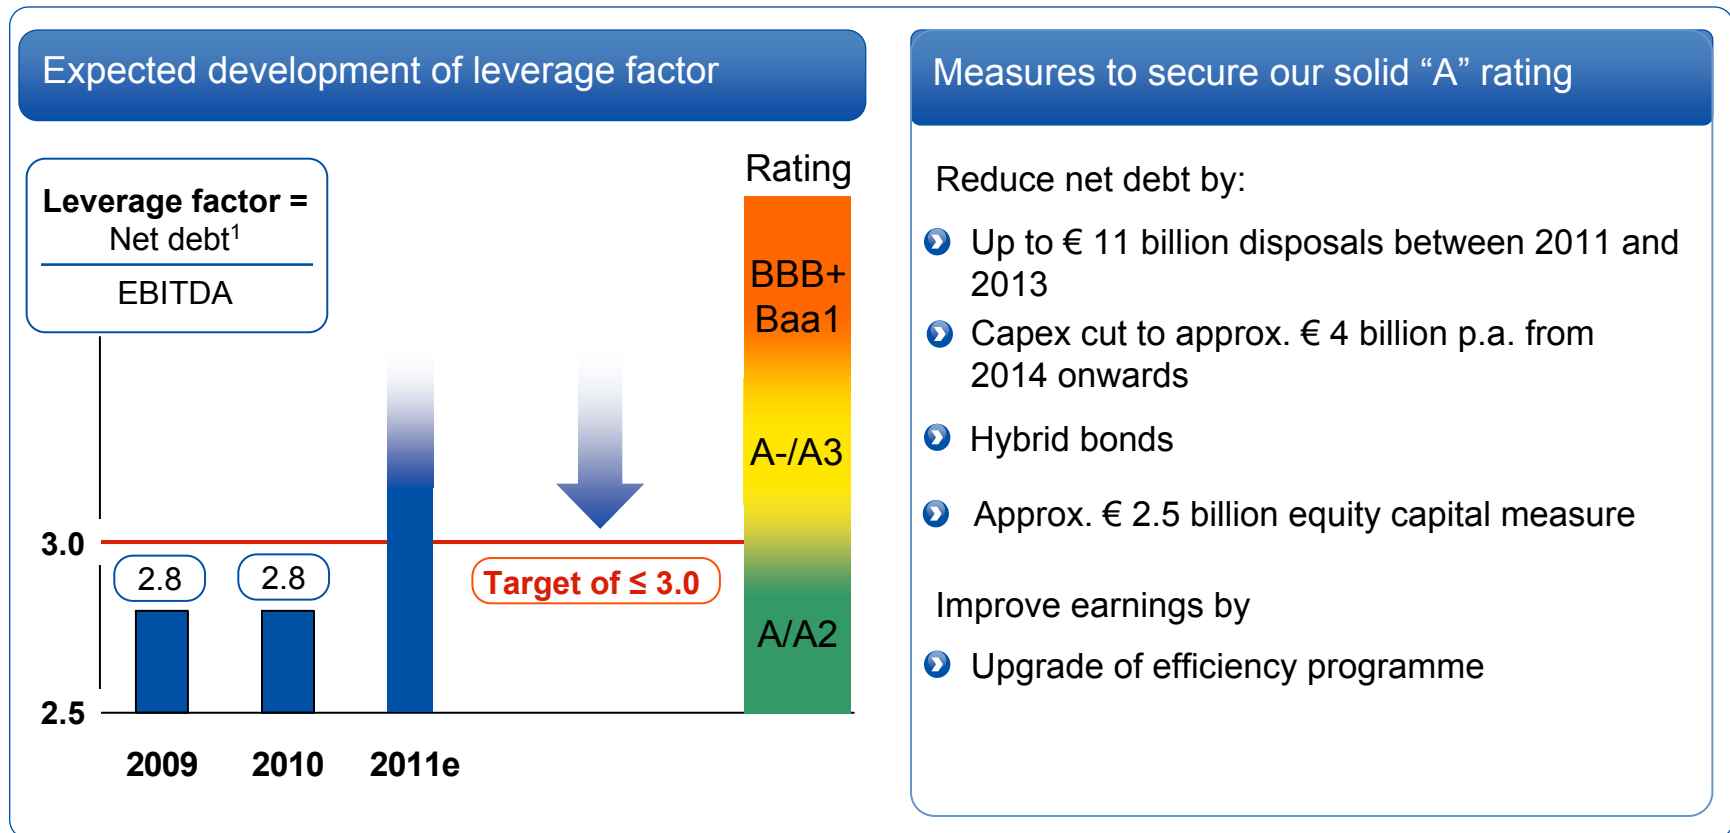 Expected development of leverage factor
Leverage factor =
Net debt¹
EBITDA
Rating
BBB+
Baa1
A-/A3
A/A2
3.0
2.8
2.8
Target of ≤ 3.0
2.5
2009
2010
2011e
Measures to secure our solid “A” rating
Reduce net debt by:
Up to € 11 billion disposals between 2011 and
2013
Capex cut to approx. € 4 billion p.a. from
2014 onwards
Hybrid bonds
Approx. € 2.5 billion equity capital measure
Improve earnings by
Upgrade of efficiency programme